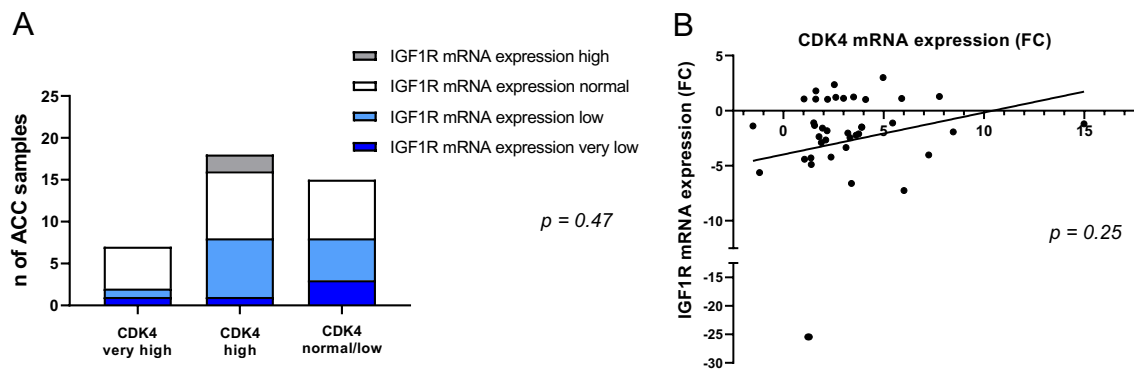 A
IGF1R mRNA expression high
IGF1R mRNA expression normal
IGF1R mRNA expression low
IGF1R mRNA expression very low
n of ACC samples
25
20
15
10
5
0
CDK4
very high
CDK4
high
CDK4
normal/low
p = 0.47
B
CDK4 mRNA expression (FC)
IGF1R mRNA expression (FC)
5
0
-5
-10
-15
-20
-25
-30
0
5
10
15
p = 0.25